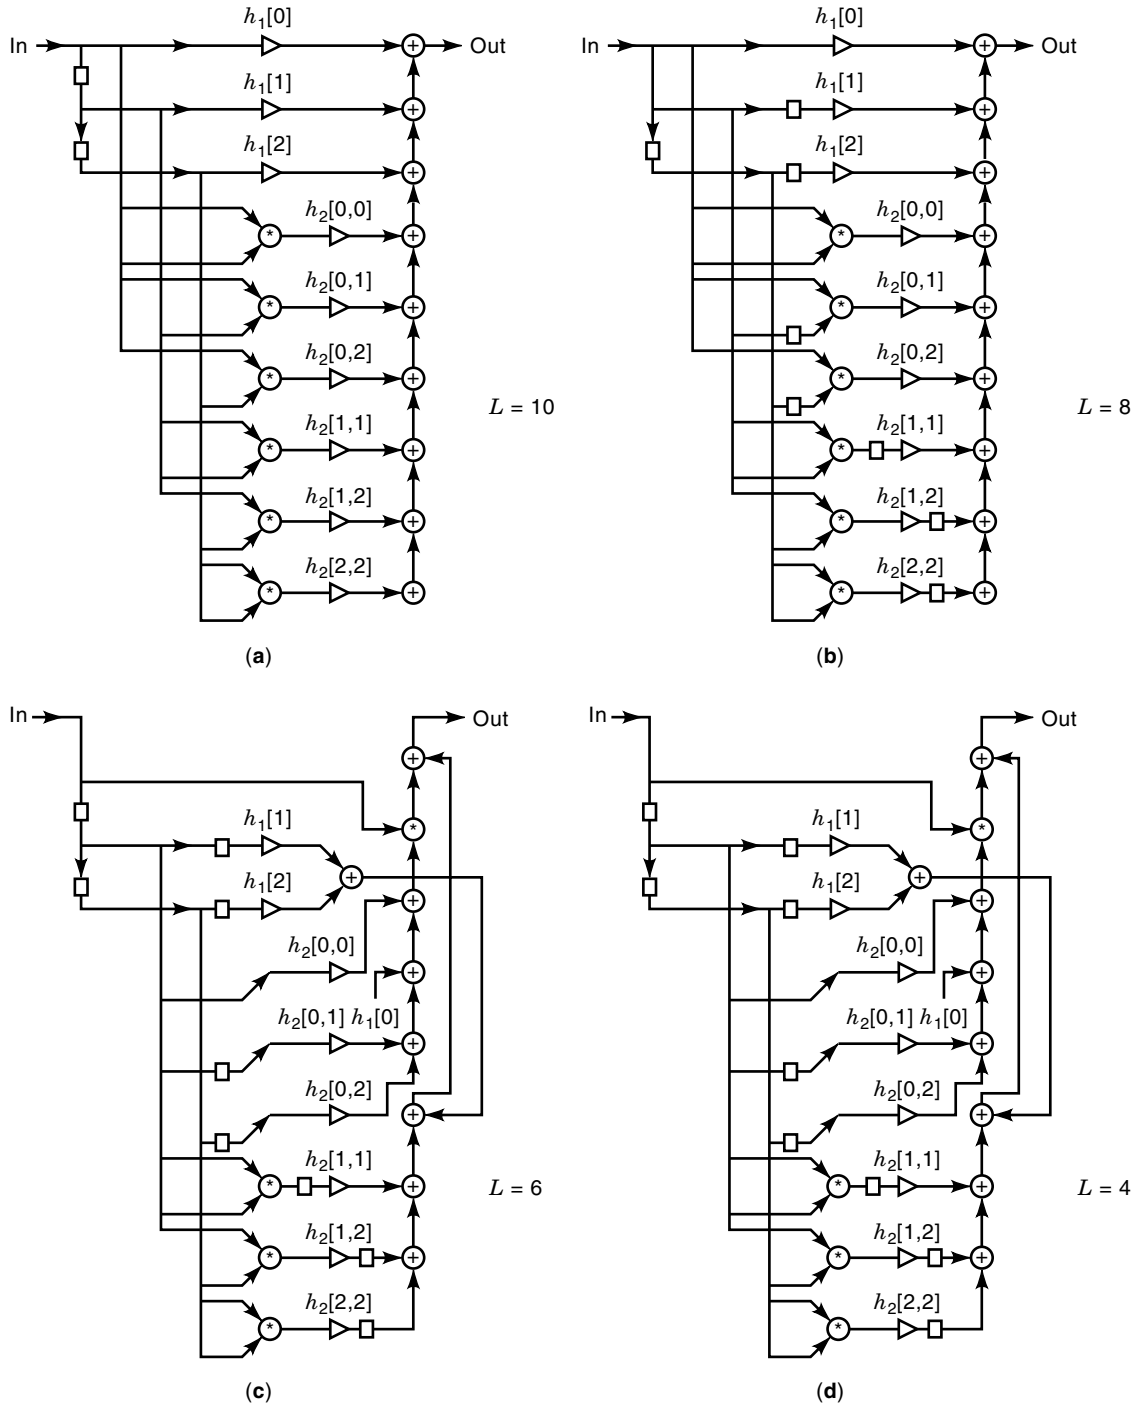 In
h1[0]
Out
h1[1]
h1[2]
h2[0,0]
h2[0,1]
h2[0,2]
L = 10
h2[1,1]
h2[1,2]
h2[2,2]
(a)
In
h1[0]
Out
h1[1]
h1[2]
h2[0,0]
h2[0,1]
h2[0,2]
L = 8
h2[1,1]
h2[1,2]
h2[2,2]
(b)
In
Out
h1[1]
h1[2]
h2[0,0]
h2[0,1] h1[0]
h2[0,2]
h2[1,1]
L = 6
h2[1,2]
h2[2,2]
(c)
In
Out
h1[1]
h1[2]
h2[0,0]
h2[0,1] h1[0]
h2[0,2]
h2[1,1]
L = 4
h2[1,2]
h2[2,2]
(d)